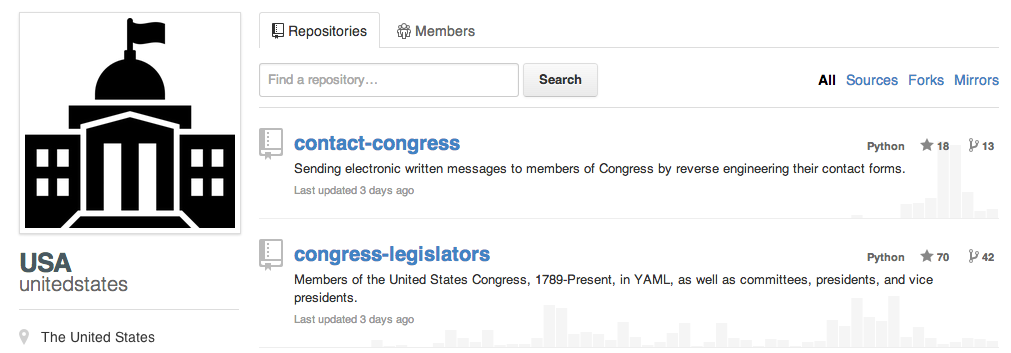 Repositories
Members
Find a repository...
Search
All
Sources
Forks
Mirrors
contact-congress
Python
18
13
Sending electronic written messages to members of Congress by reverse engineering their contact forms.
Last updated 3 days ago
congress-legislators
Python
70
42
Members of the United States Congress, 1789-Present, in YAML, as well as committees, presidents, and vice
presidents.
Last updated 3 days ago
USA
unitedstates
The United States